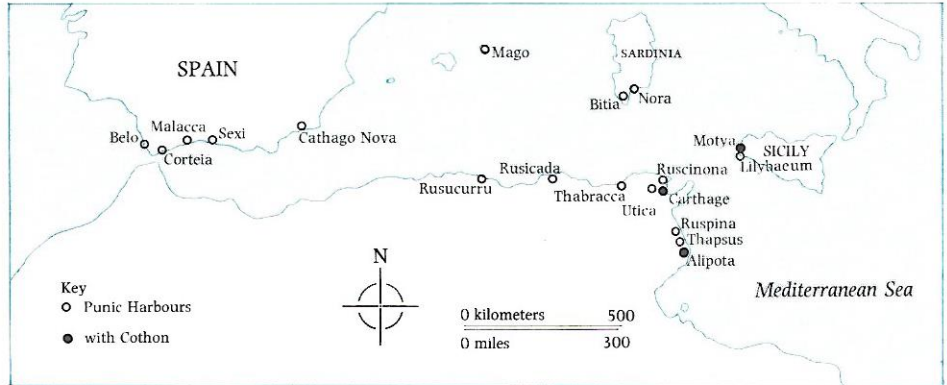 Mago
SARDINIA
SPAIN
Bitia
Nora
Belo
Malacca
Sexi
Cathago Nova
Corteia
Motya
SICILY
Lilybaeum
Rusucurru
Rusicada
Thabracca
Utica
Ruscinona
Carthage
Ruspina
Thapsus
Alipota
N
Key
Punic Harbours
with Cothon
0 kilometers 500
0 miles 300
Mediterranean Sea